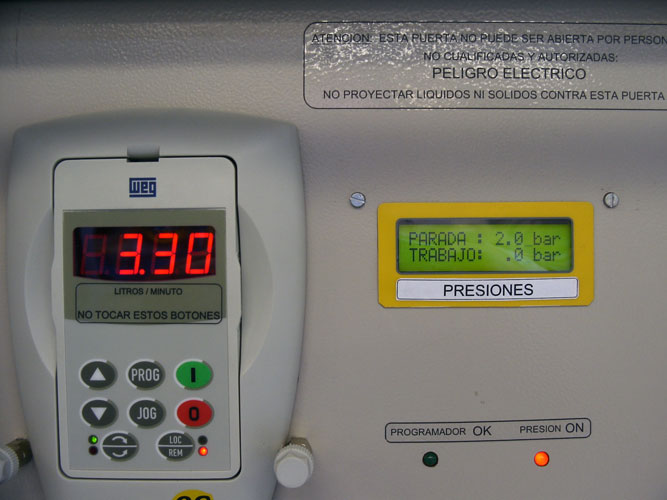 ATENCION: ESTA PUERTA NO PUEDE SER ABIERTA POR PERSON
NO CUALIFICADAS Y AUTORIZADAS:
PELIGRO ELECTRICO
NO PROYECTAR LIQUIDOS NI SOLIDOS CONTRA ESTA PUERTA
WEG
3.30
LITROS / MINUTO
NO TOCAR ESTOS BOTONES
PROG
I
JOG
O
LOC
REM
PARADA : 2.0 bar
TRABAJO: .0 bar
PRESIONES
PROGRAMADOR OK
PRESION ON